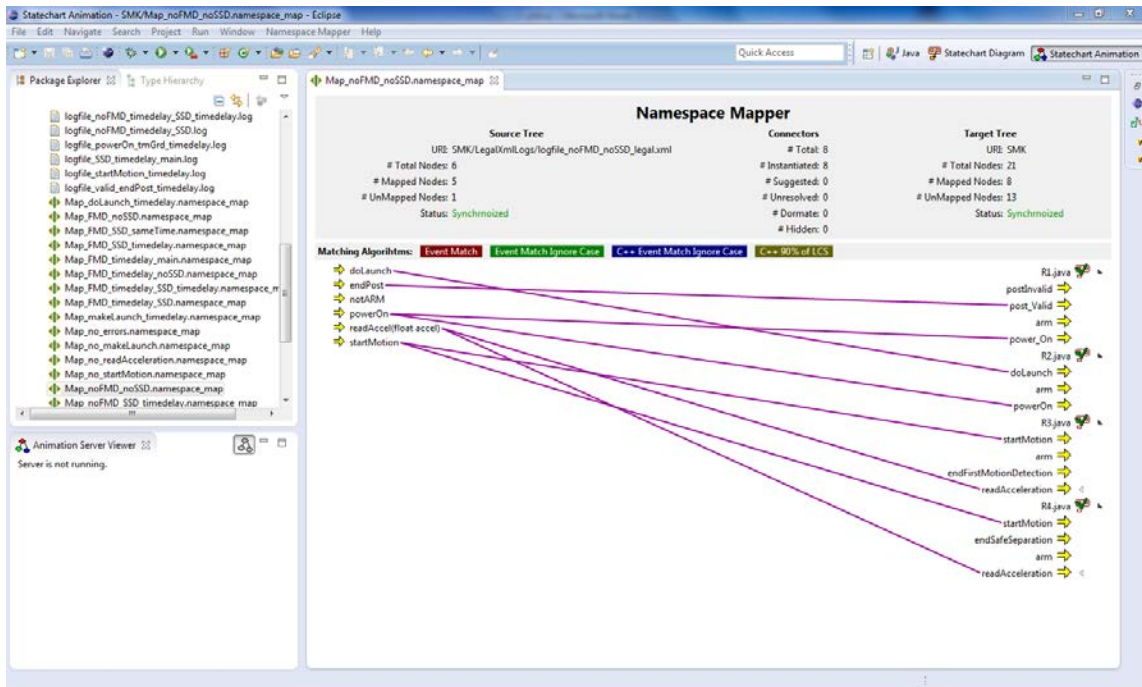 Statechart Animation - SMK/Map_noFMD_noSSD.namespace_map - Eclipse
File Edit Navigate Search Project Run Window Namespace Mapper Help
Quick Access
Java Statechart Diagram Statechart Animation
Package Explorer Type Hierarchy
logfile_noFMD_timedelay_SSD_timedelay.log
logfile_noFMD_timedelay_SSD.log
logfile_powerOn_tmGrd_timedelay.log
logfile_SSD_timedelay_main.log
logfile_startMotion_timedelay.log
logfile_valid_endPost_timedelay.log
Map_doLaunch_timedelay.namespace_map
Map_FMD_noSSD.namespace_map
Map_FMD_SSD_sameTime.namespace_map
Map_FMD_SSD_timedelay.namespace_map
Map_FMD_timedelay_main.namespace_map
Map_FMD_timedelay_noSSD.namespace_map
Map_FMD_timedelay_SSD_timedelay.namespace_m
Map_FMD_timedelay_SSD.namespace_map
Map_makeLaunch_timedelay.namespace_map
Map_no_errors.namespace_map
Map_no_makeLaunch.namespace_map
Map_no_readAcceleration.namespace_map
Map_no_startMotion.namespace_map
Map_noFMD_noSSD.namespace_map
Map_noFMD_SSD_timedelay.namespace_map
Animation Server Viewer
Server is not running.
Map_noFMD_noSSD.namespace_map
Namespace Mapper
Source Tree Connectors Target Tree
URI: SMK/LegalXmlLogs/logfile_noFMD_noSSD_legal.xml # Total: 8 URI: SMK
# Total Nodes: 6 # Instantiated: 8 # Total Nodes: 21
# Mapped Nodes: 5 # Suggested: 0 # Mapped Nodes: 8
# UnMapped Nodes: 1 # Unresolved: 0 # UnMapped Nodes: 13
Status: Synchrnoized # Dormate: 0 Status: Synchrnoized
# Hidden: 0
Matching Algorihtms: Event Match Event Match Ignore Case C++ Event Match Ignore Case C++ 90% of LCS
doLaunch
endPost
notARM
powerOn
readAccel(float accel)
startMotion
R1.java
postInvalid
post_Valid
arm
power_On
R2.java
doLaunch
arm
powerOn
R3.java
startMotion
arm
endFirstMotionDetection
readAcceleration
R4.java
startMotion
endSafeSeparation
arm
readAcceleration